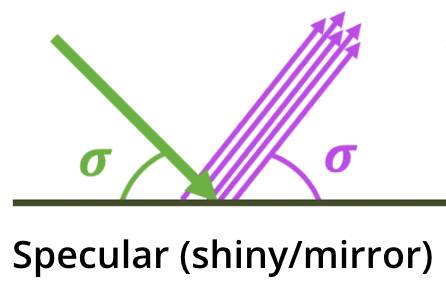 σ
σ
Specular (shiny/mirror)